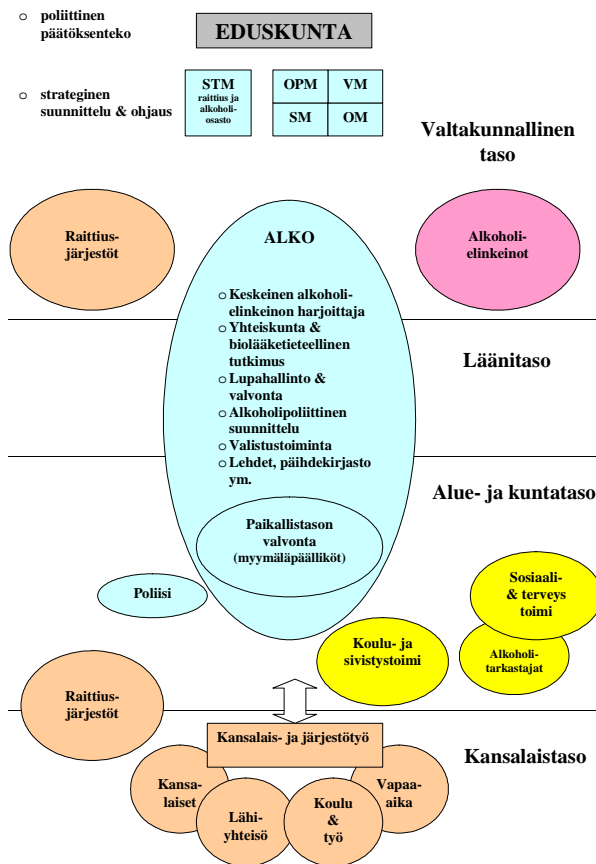 o poliittinen
päätöksenteko
EDUSKUNTA
o strateginen
suunnittelu & ohjaus
STM
raittius ja
alkoholi-
osasto
OPM
VM
SM
OM
Valtakunnallinen
taso
Raittius-
järjestöt
ALKO
Alkoholi-
elinkeinot
o Keskeinen alkoholi-
elinkeinon harjoittaja
o Yhteiskunta &
biolääketieteellinen
tutkimus
o Lupahallinto &
valvonta
o Alkoholipoliittinen
suunnittelu
o Valistustoiminta
o Lehdet, päihdekirjasto
ym.
Läänitaso
Alue- ja kuntataso
Paikallistason
valvonta
(myymäläpäälliköt)
Poliisi
Sosiaali-
& terveys
toimi
Koulu- ja
sivistystoimi
Alkoholi-
tarkastajat
Raittius-
järjestöt
Kansalais- ja järjestötyö
Kansalaistaso
Kansa-
laiset
Lähi-
yhteisö
Koulu
&
työ
Vapaa-
aika